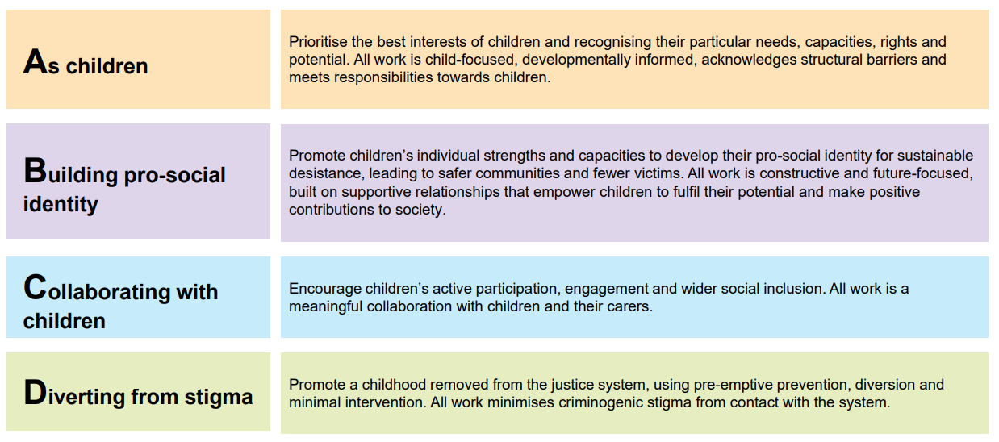 As children
Prioritise the best interests of children and recognising their particular needs, capacities, rights and
potential. All work is child-focused, developmentally informed, acknowledges structural barriers and
meets responsibilities towards children.
Building pro-social
identity
Promote children’s individual strengths and capacities to develop their pro-social identity for sustainable
desistance, leading to safer communities and fewer victims. All work is constructive and future-focused,
built on supportive relationships that empower children to fulfil their potential and make positive
contributions to society.
Collaborating with
children
Encourage children’s active participation, engagement and wider social inclusion. All work is a
meaningful collaboration with children and their carers.
Diverting from stigma
Promote a childhood removed from the justice system, using pre-emptive prevention, diversion and
minimal intervention. All work minimises criminogenic stigma from contact with the system.